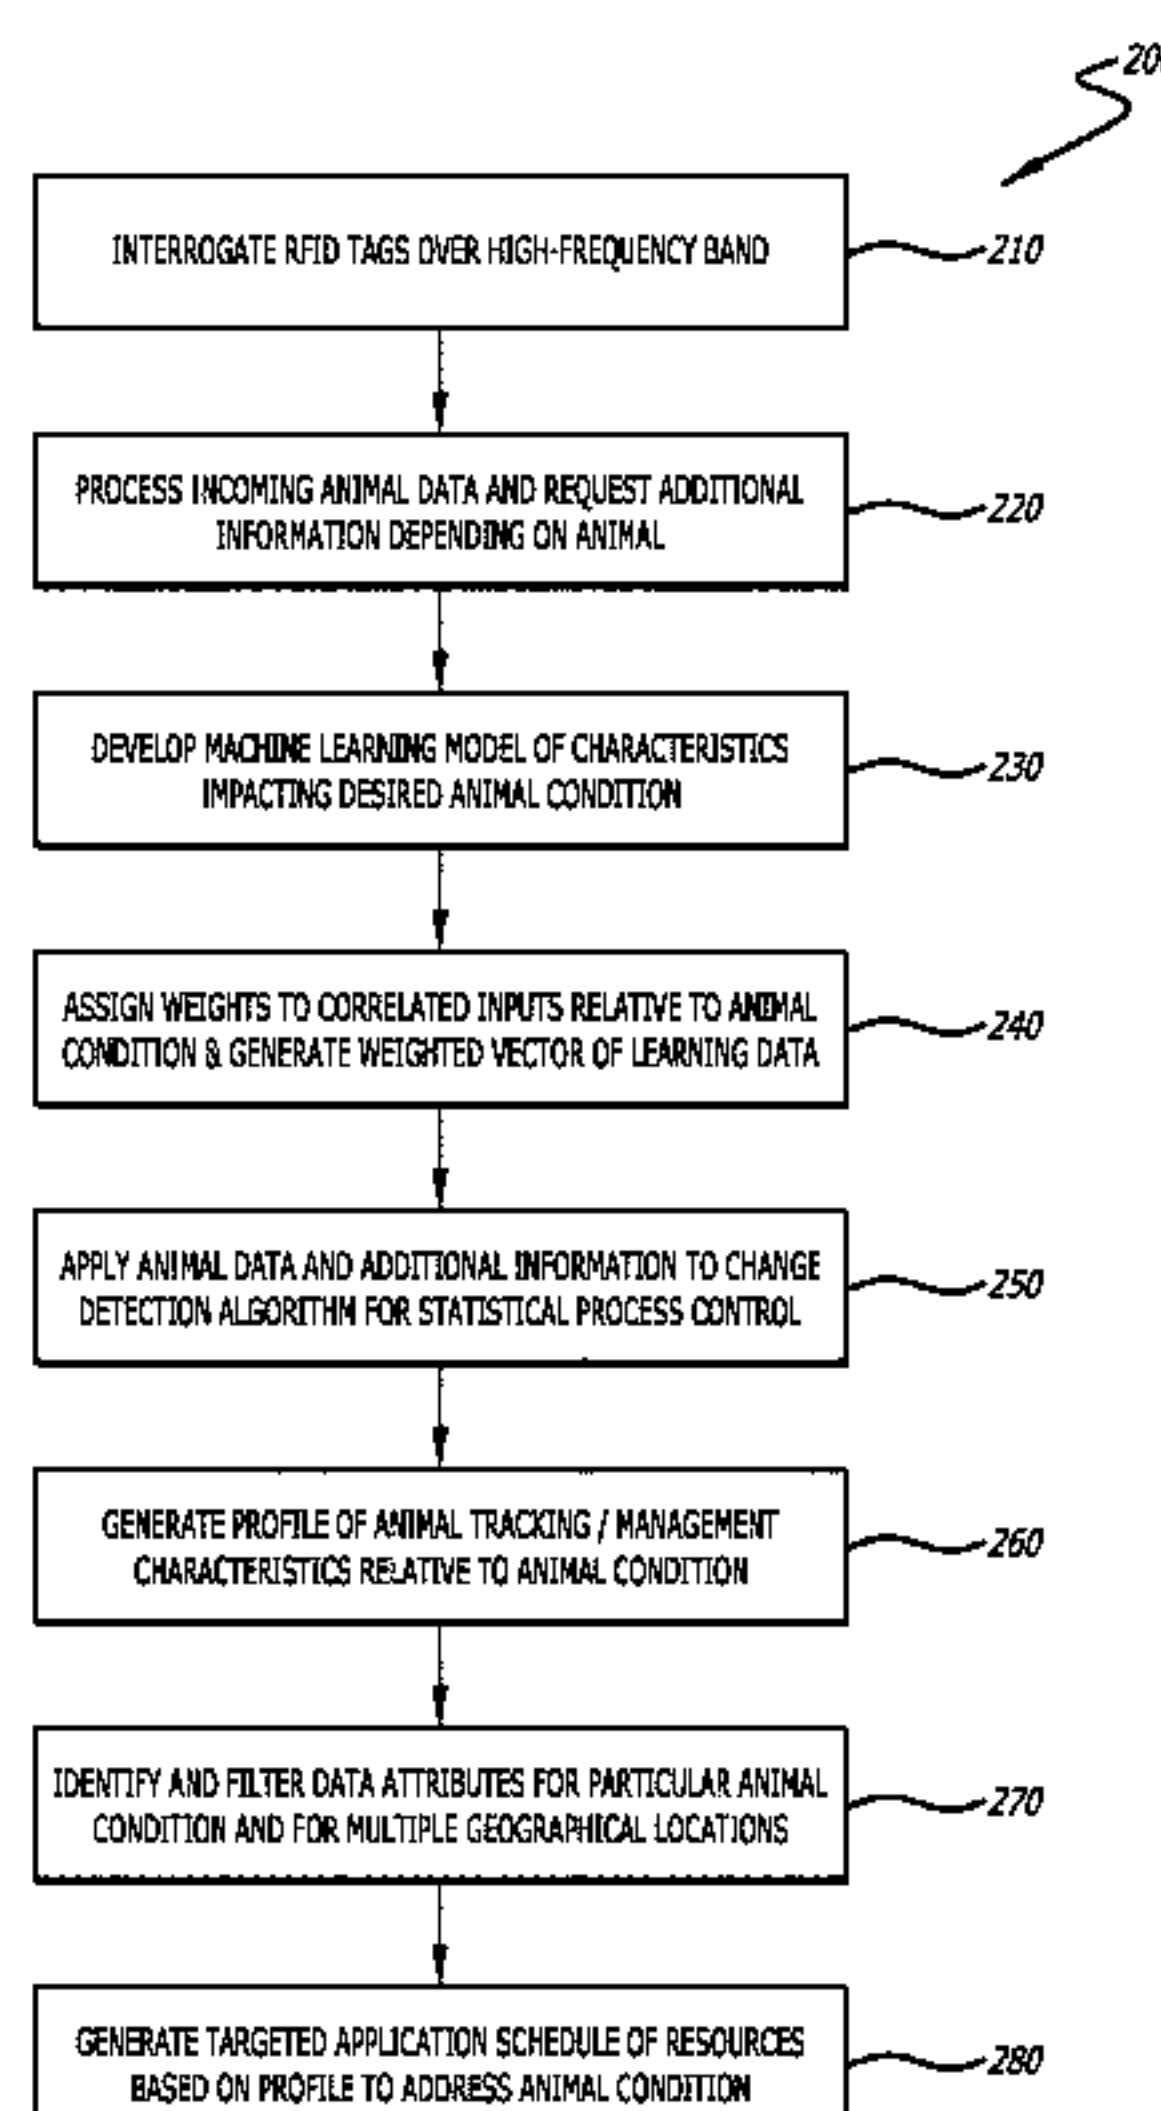 20
INTERROGATE RFID TAGS OVER HIGH-FREQUENCY BAND
210
PROCESS INCOMING ANIMAL DATA AND REQUEST ADDITIONAL
INFORMATION DEPENDING ON ANIMAL
220
DEVELOP MACHINE LEARNING MODEL OF CHARACTERISTICS
IMPACTING DESIRED ANIMAL CONDITION
230
ASSIGN WEIGHTS TO CORRELATED INPUTS RELATIVE TO ANIMAL
CONDITION & GENERATE WEIGHTED VECTOR OF LEARNING DATA
240
APPLY ANIMAL DATA AND ADDITIONAL INFORMATION TO CHANGE
DETECTION ALGORITHM FOR STATISTICAL PROCESS CONTROL
250
GENERATE PROFILE OF ANIMAL TRACKING / MANAGEMENT
CHARACTERISTICS RELATIVE TO ANIMAL CONDITION
260
IDENTIFY AND FILTER DATA ATTRIBUTES FOR PARTICULAR ANIMAL
CONDITION AND FOR MULTIPLE GEOGRAPHICAL LOCATIONS
270
GENERATE TARGETED APPLICATION SCHEDULE OF RESOURCES
BASED ON PROFILE TO ADDRESS ANIMAL CONDITION
280